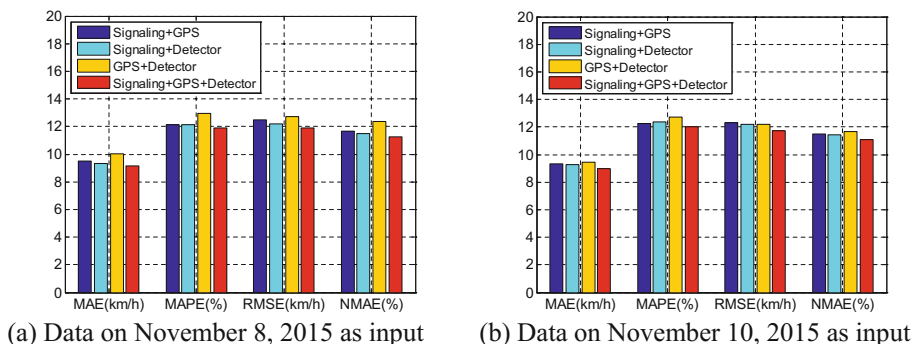 20
18
16
14
12
10
8
6
4
2
0
Signaling+GPS
Signaling+Detector
GPS+Detector
Signaling+GPS+Detector
MAE(km/h) MAPE(%) RMSE(km/h) NMAE(%)
(a) Data on November 8, 2015 as input
20
18
16
14
12
10
8
6
4
2
0
Signaling+GPS
Signaling+Detector
GPS+Detector
Signaling+GPS+Detector
MAE(km/h) MAPE(%) RMSE(km/h) NMAE(%)
(b) Data on November 10, 2015 as input